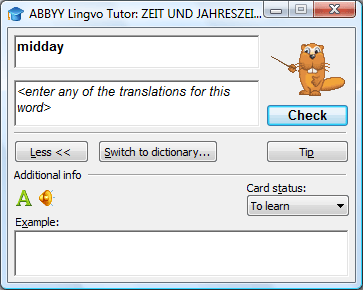 ABBYY Lingvo Tutor: ZEIT UND JAHRESZEI...
midday
<enter any of the translations for this
word>
Check
Less <<
Switch to dictionary...
Tip
Additional info
A
Card status:
To learn
Example: